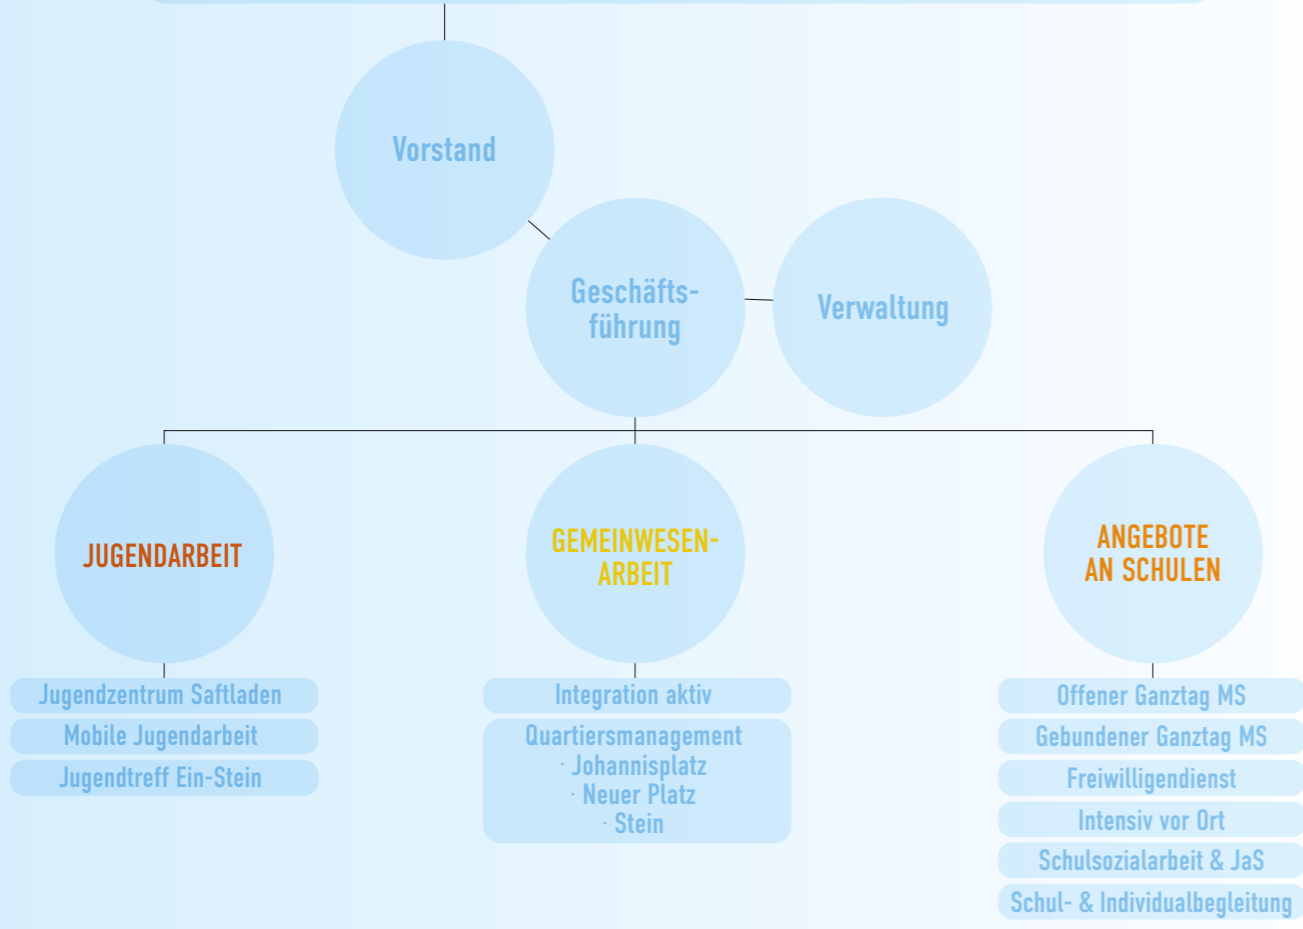 Vorstand
Geschäfts-
führung
Verwaltung
JUGENDARBEIT
GEMEINWESEN-
ARBEIT
ANGEBOTE
AN SCHULEN
Jugendzentrum Saftladen
Mobile Jugendarbeit
Jugendtreff Ein-Stein
Integration aktiv
Quartiersmanagement
· Johannisplatz
· Neuer Platz
· Stein
Offener Ganztag MS
Gebundener Ganztag MS
Freiwilligendienst
Intensiv vor Ort
Schulsozialarbeit & JaS
Schul- & Individualbegleitung